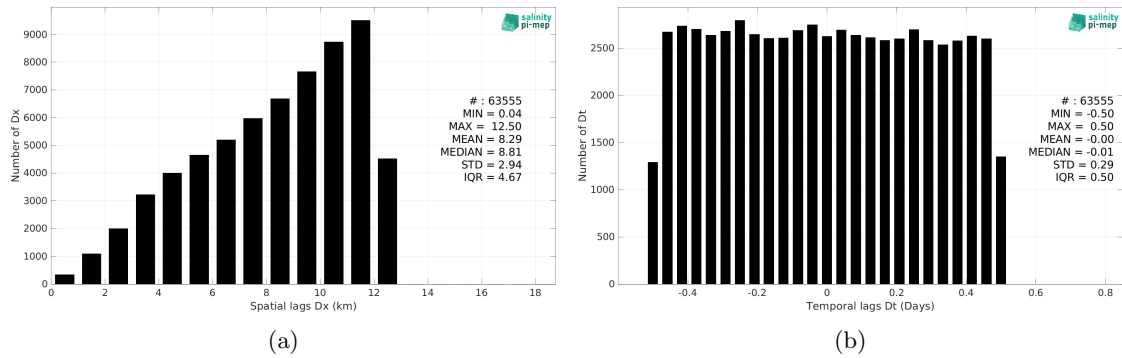 salinity
pi-mep
9000
8000
7000
6000
5000
4000
3000
2000
1000
0
Number of Dx
# : 63555
MIN = 0.04
MAX = 12.50
MEAN = 8.29
MEDIAN = 8.81
STD = 2.94
IQR = 4.67
0 2 4 6 8 10 12 14 16 18
Spatial lags Dx (km)
(a)
salinity
pi-mep
2500
2000
1500
1000
500
0
Number of Dt
# : 63555
MIN = -0.50
MAX = 0.50
MEAN = -0.00
MEDIAN = -0.01
STD = 0.29
IQR = 0.50
-0.4 -0.2 0 0.2 0.4 0.6 0.8
Temporal lags Dt (Days)
(b)